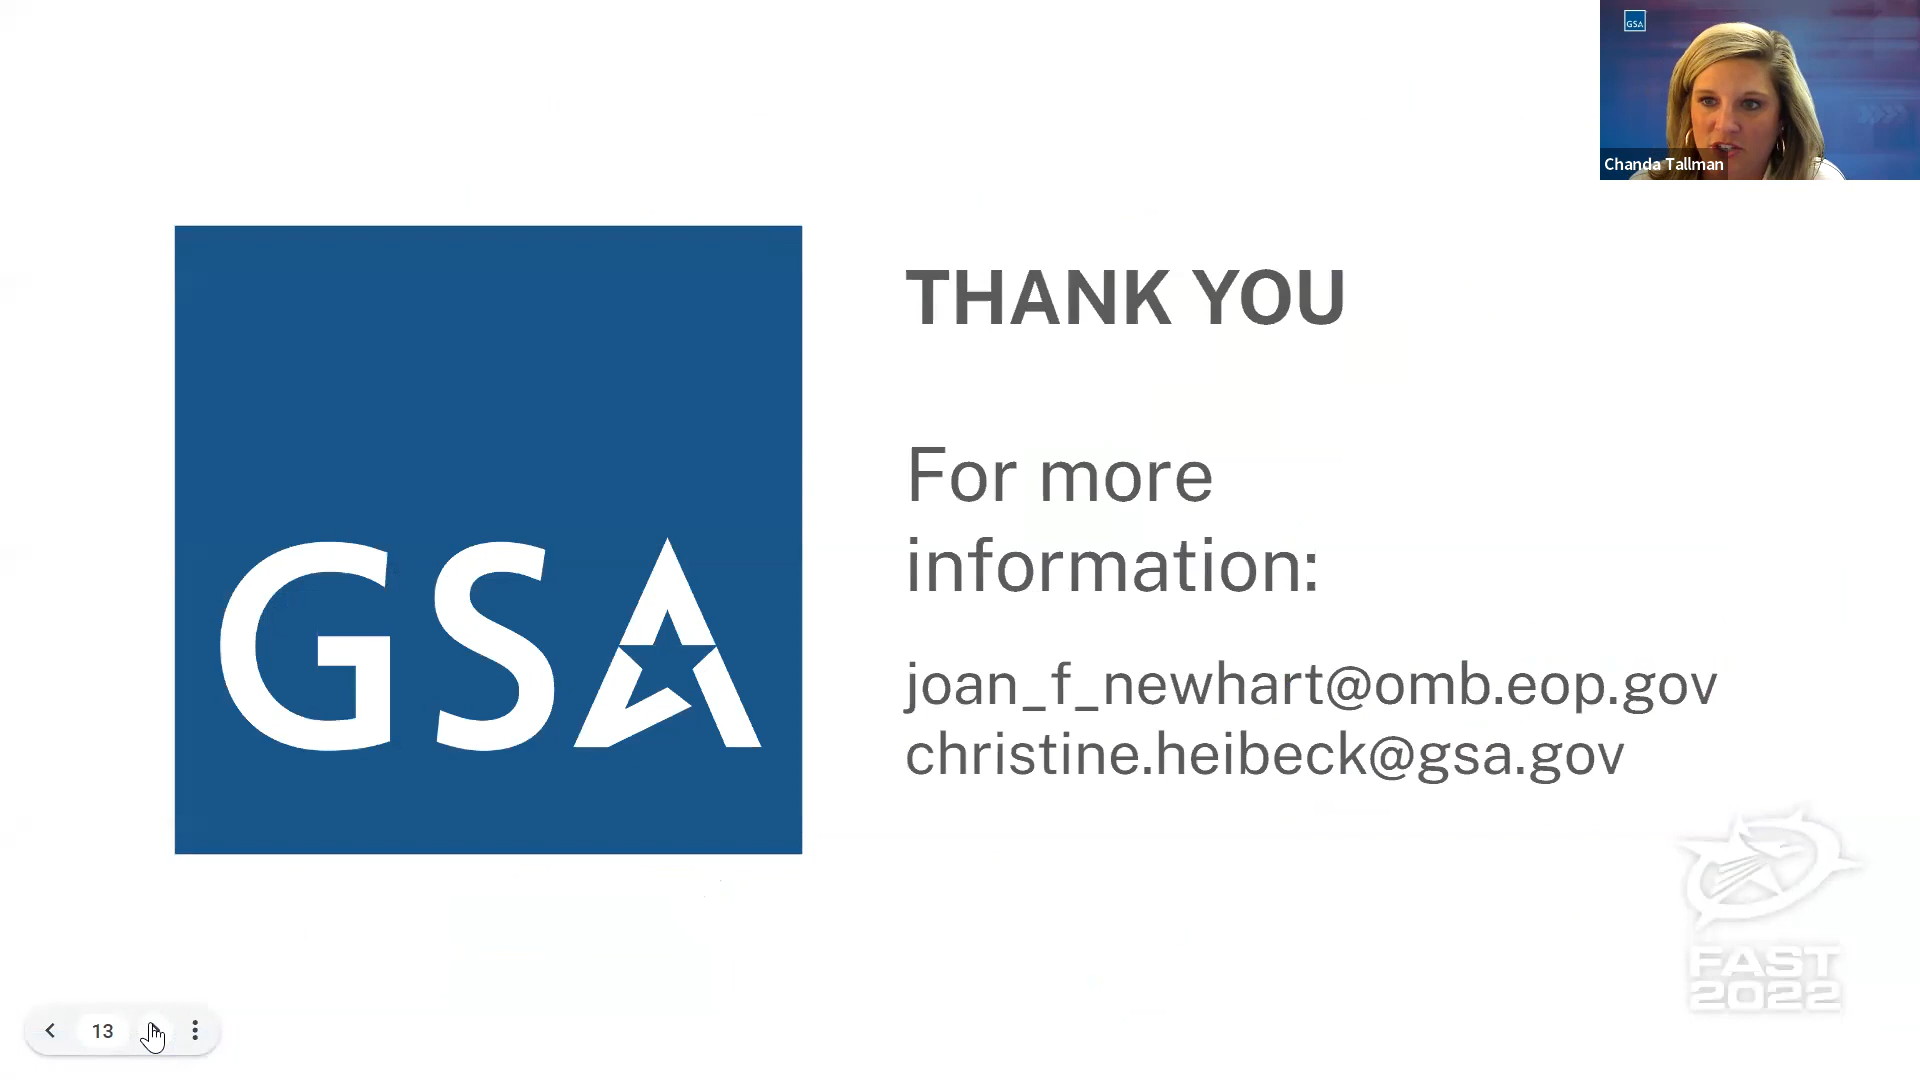 GSA
Chanda Tallman
THANK YOU
For more
information:
joan_f_newhart@omb.eop.gov
christine.heibeck@gsa.gov
GSA
FAST
2022
13